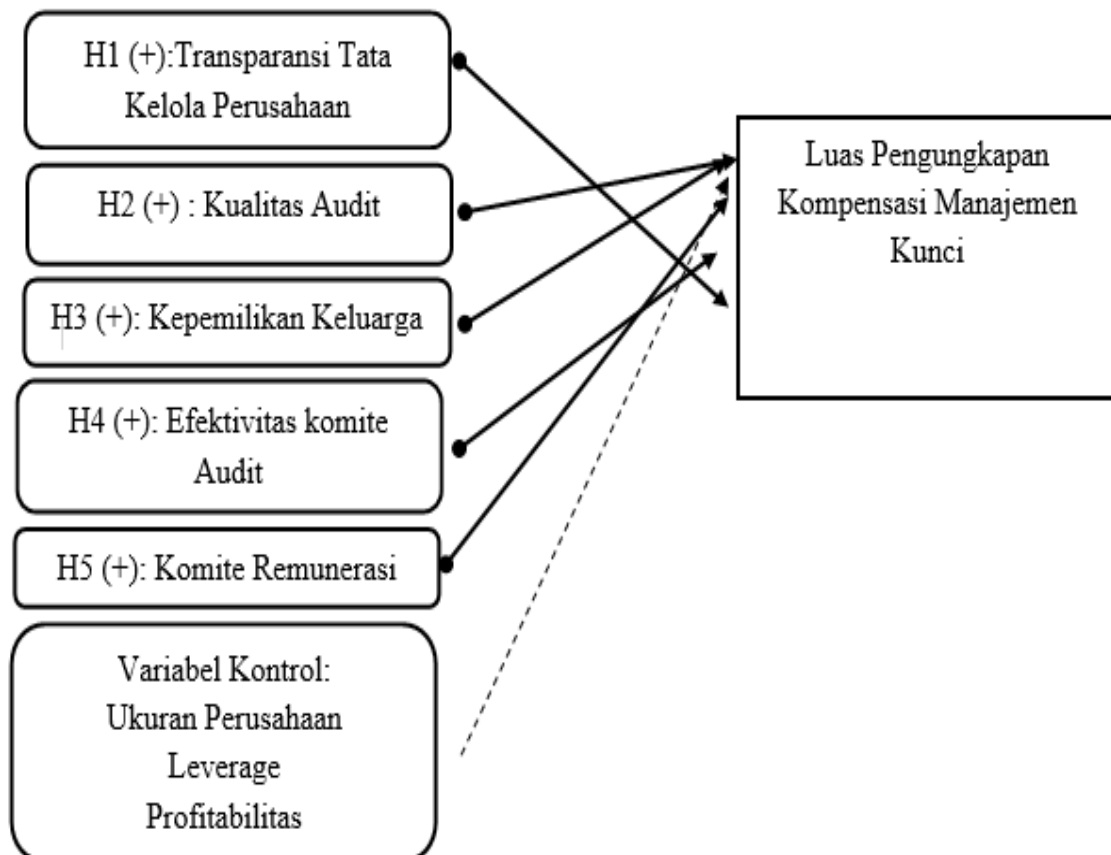 H1 (+):Transparansi Tata
Kelola Perusahaan
H2 (+) : Kualitas Audit
H3 (+): Kepemilikan Keluarga
H4 (+): Efektivitas komite
Audit
H5 (+): Komite Remunerasi
Variabel Kontrol:
Ukuran Perusahaan
Leverage
Profitabilitas
Luas Pengungkapan
Kompensasi Manajemen
Kunci